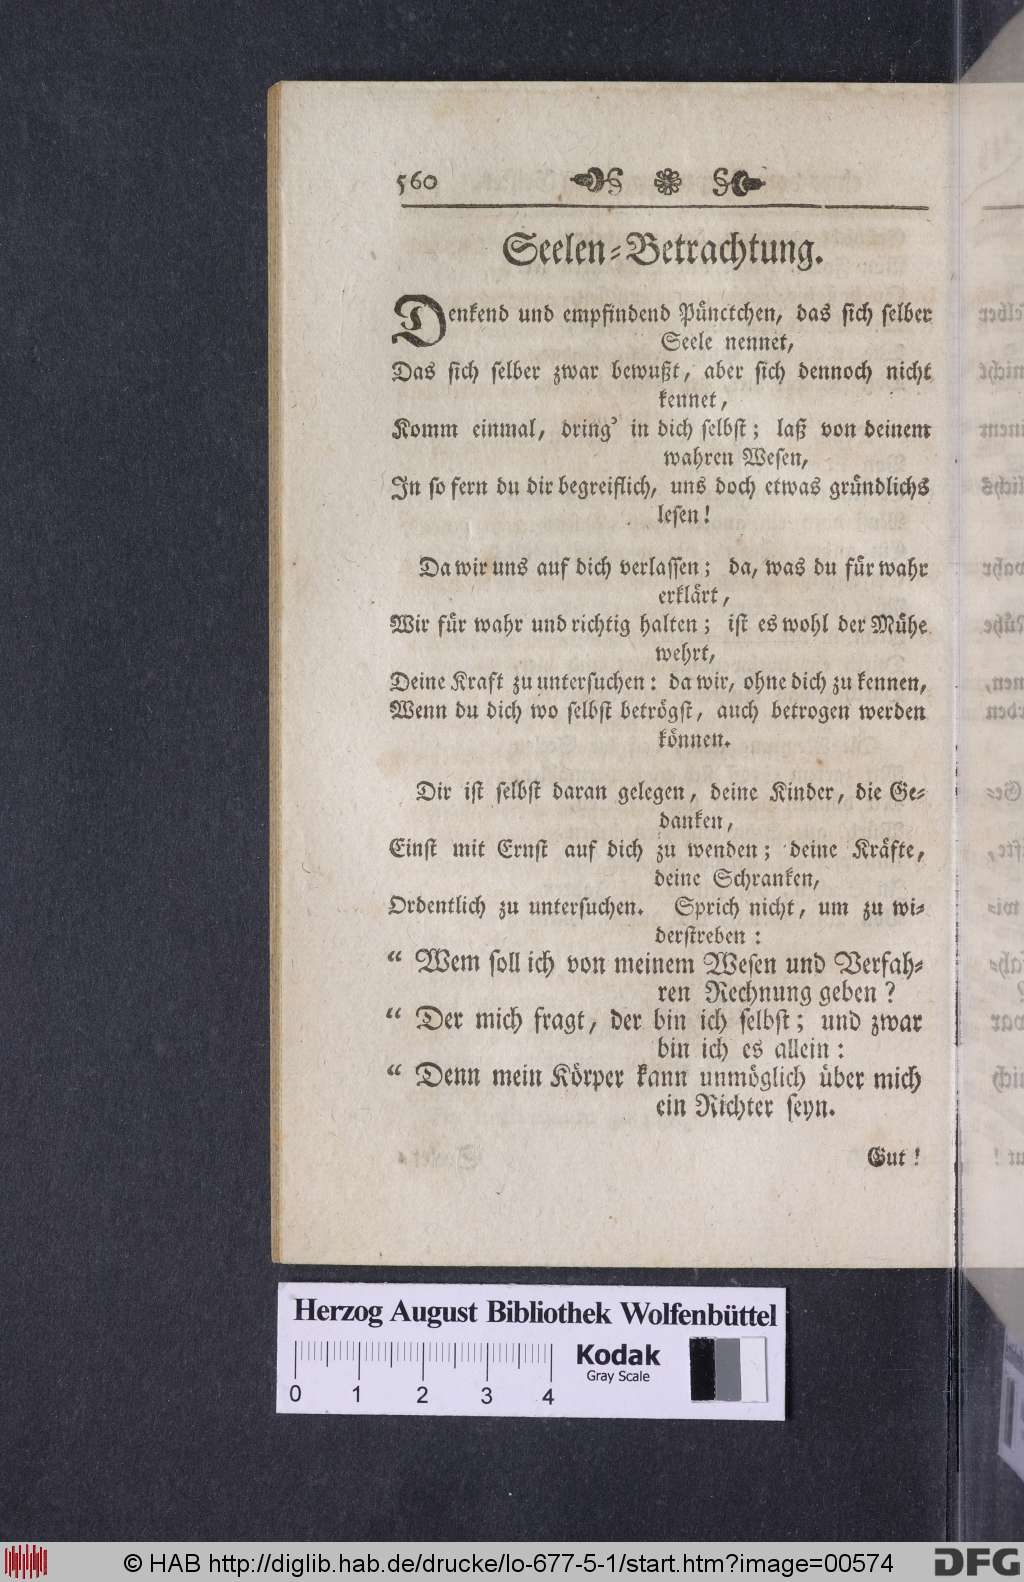 560
Seelen-Betrachtung.
Denkend und empfindend Pünctchen, das sich selber
Seele nennet,
Das sich selber zwar bewußt, aber sich dennoch nicht
kennet,
Komm einmal, dring' in dich selbst; laß von deinem
wahren Wesen,
In so fern du dir begreiflich, uns doch etwas gründlichs
lesen!
Da wir uns auf dich verlassen; da, was du für wahr
erklärt,
Wir für wahr und richtig halten; ist es wohl der Mühe
wehrt,
Deine Kraft zu untersuchen: da wir, ohne dich zu kennen,
Wenn du dich wo selbst betrögst, auch betrogen werden
können.
Dir ist selbst daran gelegen, deine Kinder, die Ge-
danken,
Einst mit Ernst auf dich zu wenden; deine Kräfte,
deine Schranken,
Ordentlich zu untersuchen. Sprich nicht, um zu wi-
derstreben:
“ Wem soll ich von meinem Wesen und Verfah-
ren Rechnung geben?
“ Der mich fragt, der bin ich selbst; und zwar
bin ich es allein:
“ Denn mein Körper kann unmöglich über mich
ein Richter seyn.
Gut!
Herzog August Bibliothek Wolfenbüttel
Kodak
Gray Scale
0 1 2 3 4
© HAB http://diglib.hab.de/drucke/lo-677-5-1/start.htm?image=00574
DFG